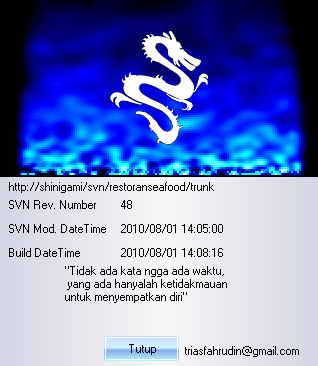 http://shinigami/svn/restoranseafood/trunk
SVN Rev. Number 48
SVN Mod. DateTime 2010/08/01 14:05:00
Build DateTime 2010/08/01 14:08:16
"Tidak ada kata ngga ada waktu,
yang ada hanyalah ketidakmauan
untuk menyempatkan diri"
Tutup triasfahrudin@gmail.com